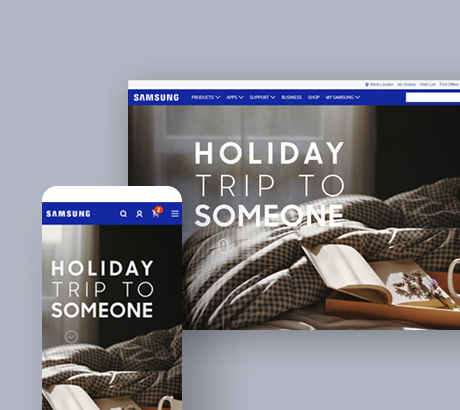 Store Locator My Orders Wish List Find Offers
SAMSUNG PRODUCTS APPS SUPPORT BUSINESS SHOP MY SAMSUNG
HOLIDAY
TRIP TO
SOMEONE
SAMSUNG 2
HOLIDAY
TRIP TO
SOMEONE